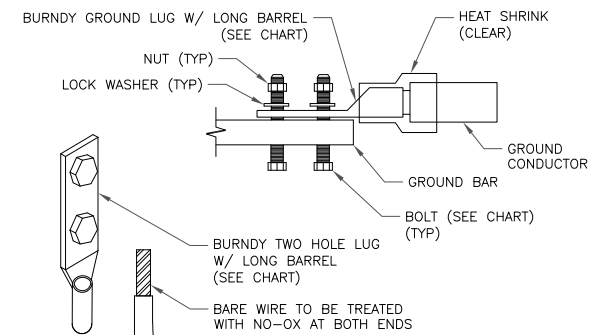 BURNDY GROUND LUG W/ LONG BARREL
(SEE CHART)
HEAT SHRINK
(CLEAR)
NUT (TYP)
LOCK WASHER (TYP)
GROUND
CONDUCTOR
GROUND BAR
BOLT (SEE CHART)
(TYP)
BURNDY TWO HOLE LUG
W/ LONG BARREL
(SEE CHART)
BARE WIRE TO BE TREATED
WITH NO-OX AT BOTH ENDS